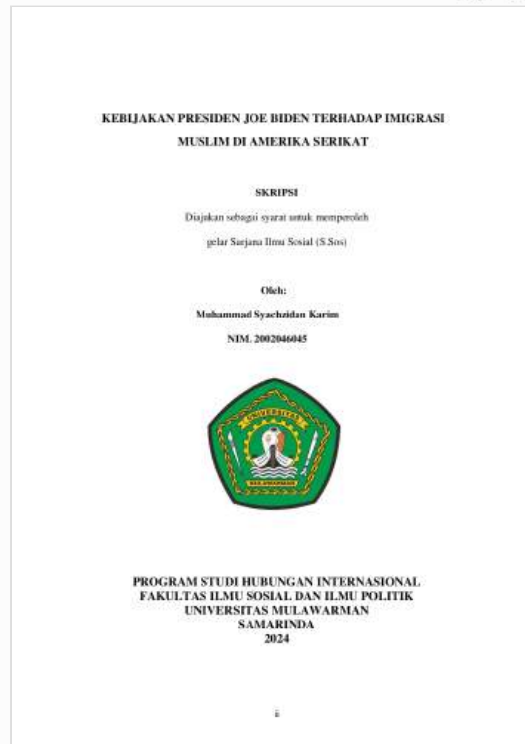 KEBIJAKAN PRESIDEN JOE BIDEN TERHADAP IMIGRASI
MUSLIM DI AMERIKA SERIKAT
SKRIPSI
Diajukan sebagai syarat untuk memperoleh
gelar Sarjana Ilmu Sosial (S.Sos)
Oleh:
Muhammad Syachzidan Karim
NIM. 2002046045
UNIVERSITAS
MULAWARMAN
PROGRAM STUDI HUBUNGAN INTERNASIONAL
FAKULTAS ILMU SOSIAL DAN ILMU POLITIK
UNIVERSITAS MULAWARMAN
SAMARINDA
2024
ii